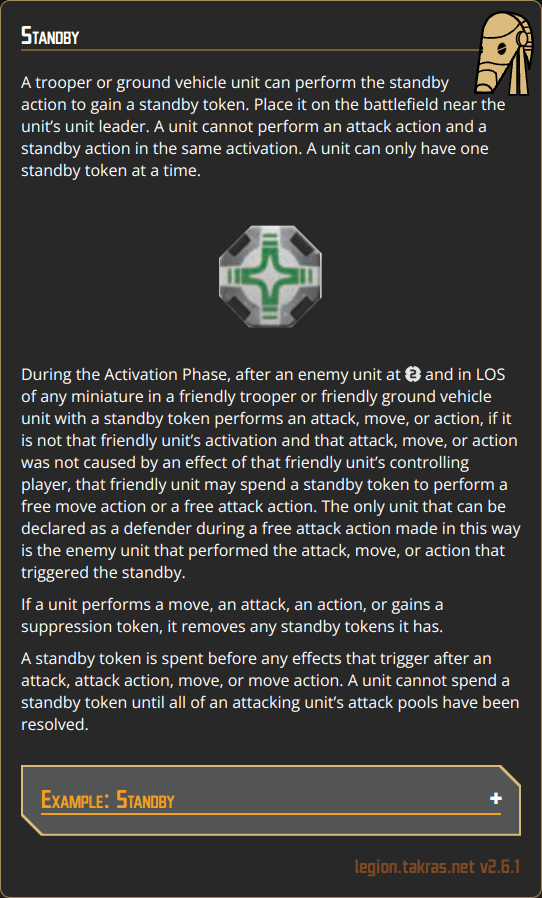 Standby
A trooper or ground vehicle unit can perform the standby
action to gain a standby token. Place it on the battlefield near the
unit’s unit leader. A unit cannot perform an attack action and a
standby action in the same activation. A unit can only have one
standby token at a time.
During the Activation Phase, after an enemy unit at 2 and in LOS
of any miniature in a friendly trooper or friendly ground vehicle
unit with a standby token performs an attack, move, or action, if it
is not that friendly unit’s activation and that attack, move, or action
was not caused by an effect of that friendly unit’s controlling
player, that friendly unit may spend a standby token to perform a
free move action or a free attack action. The only unit that can be
declared as a defender during a free attack action made in this way
is the enemy unit that performed the attack, move, or action that
triggered the standby.
If a unit performs a move, an attack, an action, or gains a
suppression token, it removes any standby tokens it has.
A standby token is spent before any effects that trigger after an
attack, attack action, move, or move action. A unit cannot spend a
standby token until all of an attacking unit’s attack pools have been
resolved.
Example: Standby +
legion.takras.net v2.6.1